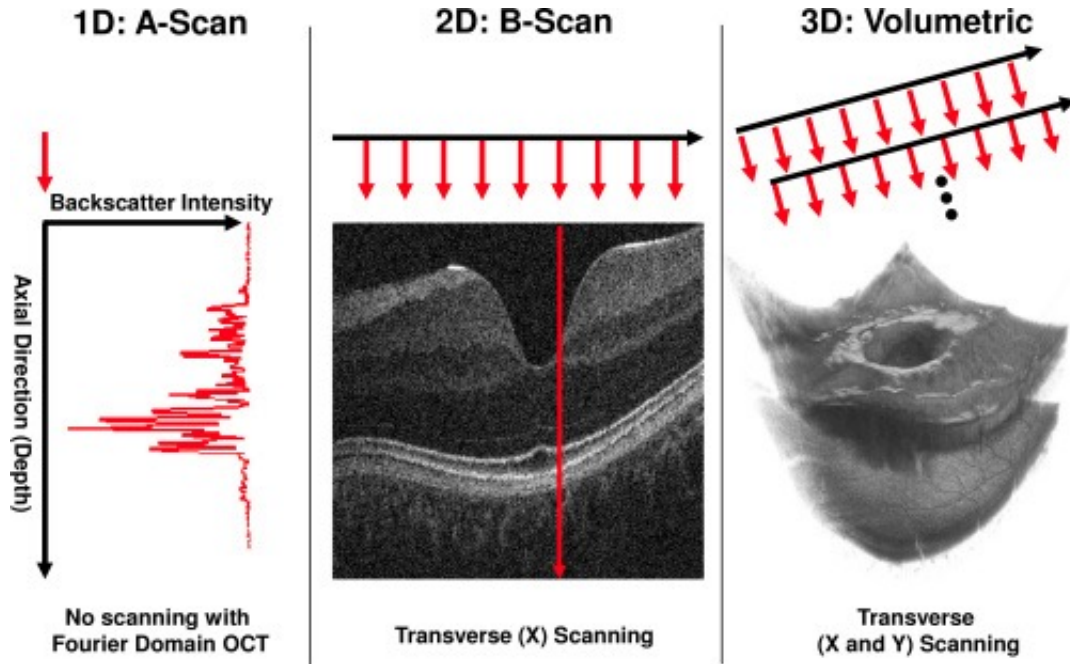 1D: A-Scan
2D: B-Scan
3D: Volumetric
Backscatter Intensity
Axial Direction (Depth)
No scanning with
Fourier Domain OCT
Transverse (X) Scanning
Transverse
(X and Y) Scanning